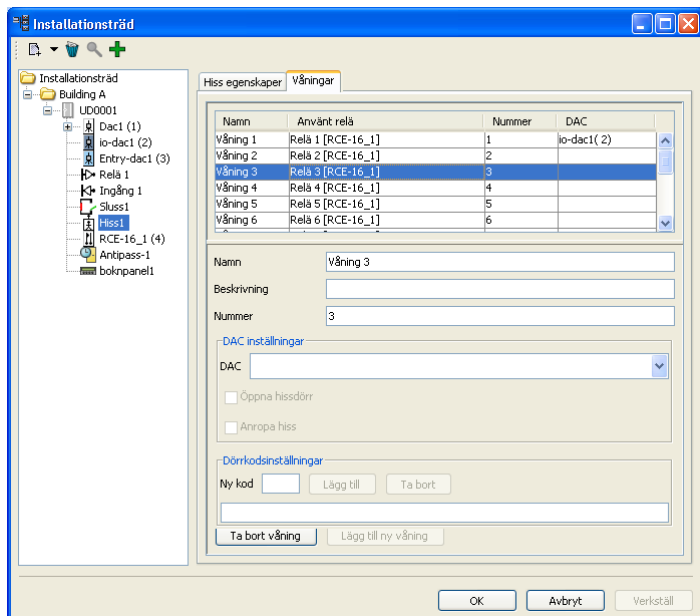 Installationsträd
Installationsträd
Building A
UD0001
Dac1 (1)
io-dac1 (2)
Entry-dac1 (3)
Relä 1
Ingång 1
Sluss1
Hiss1
RCE-16_1 (4)
Antipass-1
boknpanel1
Hiss egenskaper Våningar
Namn Använt relä Nummer DAC
Våning 1 Relä 1 [RCE-16_1] 1 io-dac1( 2)
Våning 2 Relä 2 [RCE-16_1] 2
Våning 3 Relä 3 [RCE-16_1] 3
Våning 4 Relä 4 [RCE-16_1] 4
Våning 5 Relä 5 [RCE-16_1] 5
Våning 6 Relä 6 [RCE-16_1] 6
Namn Våning 3
Beskrivning
Nummer 3
DAC inställningar
DAC
Öppna hissdörr
Anropa hiss
Dörrkodsinställningar
Ny kod Lägg till Ta bort
Ta bort våning Lägg till ny våning
OK Avbryt Verkställ